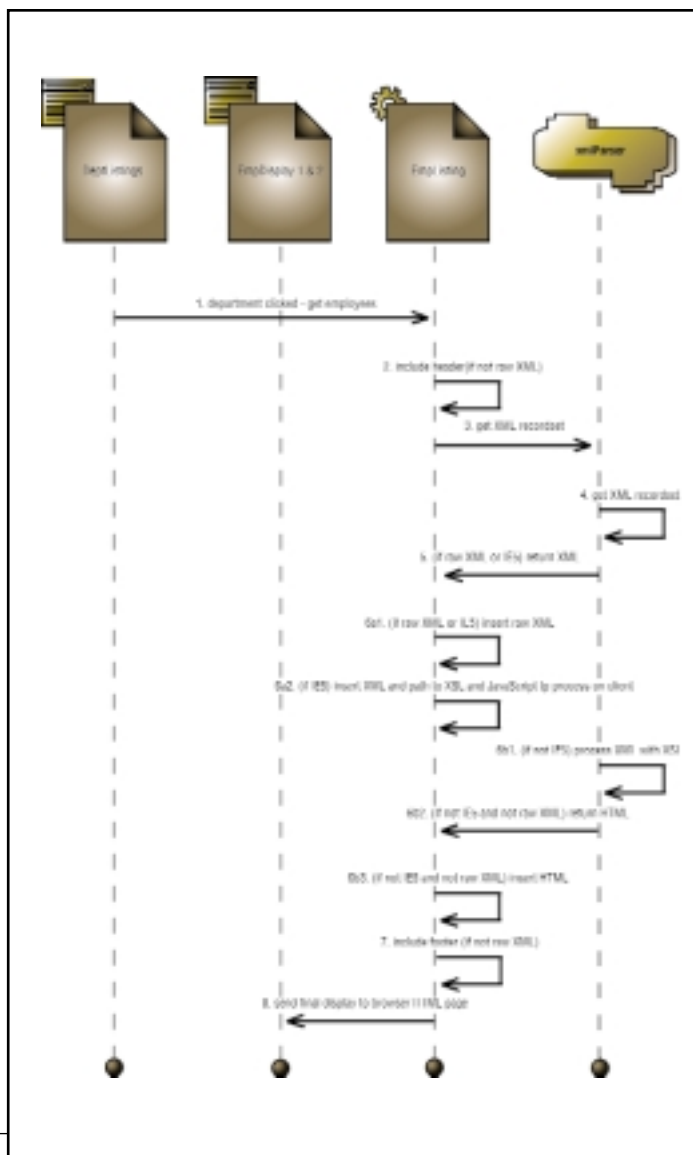 DeptListings
EmpDisplay 1 & 2
EmpListing
xmlParser
1. department clicked - get employees
2. include header(if not raw XML)
3. get XML recordset
4. get XML recordset
5. (if raw XML or IE5) return XML
6a1. (if raw XML or IE5) insert raw XML
6a2. (if IE5) insert XML and path to XSL and JavaScript to process on client
6b1. (if not IE5) process XML with XSL
6b2. (if not IE5 and not raw XML) return HTML
6b3. (if not IE5 and not raw XML) insert HTML
7. include footer (if not raw XML)
8. send final display to browser HTML page